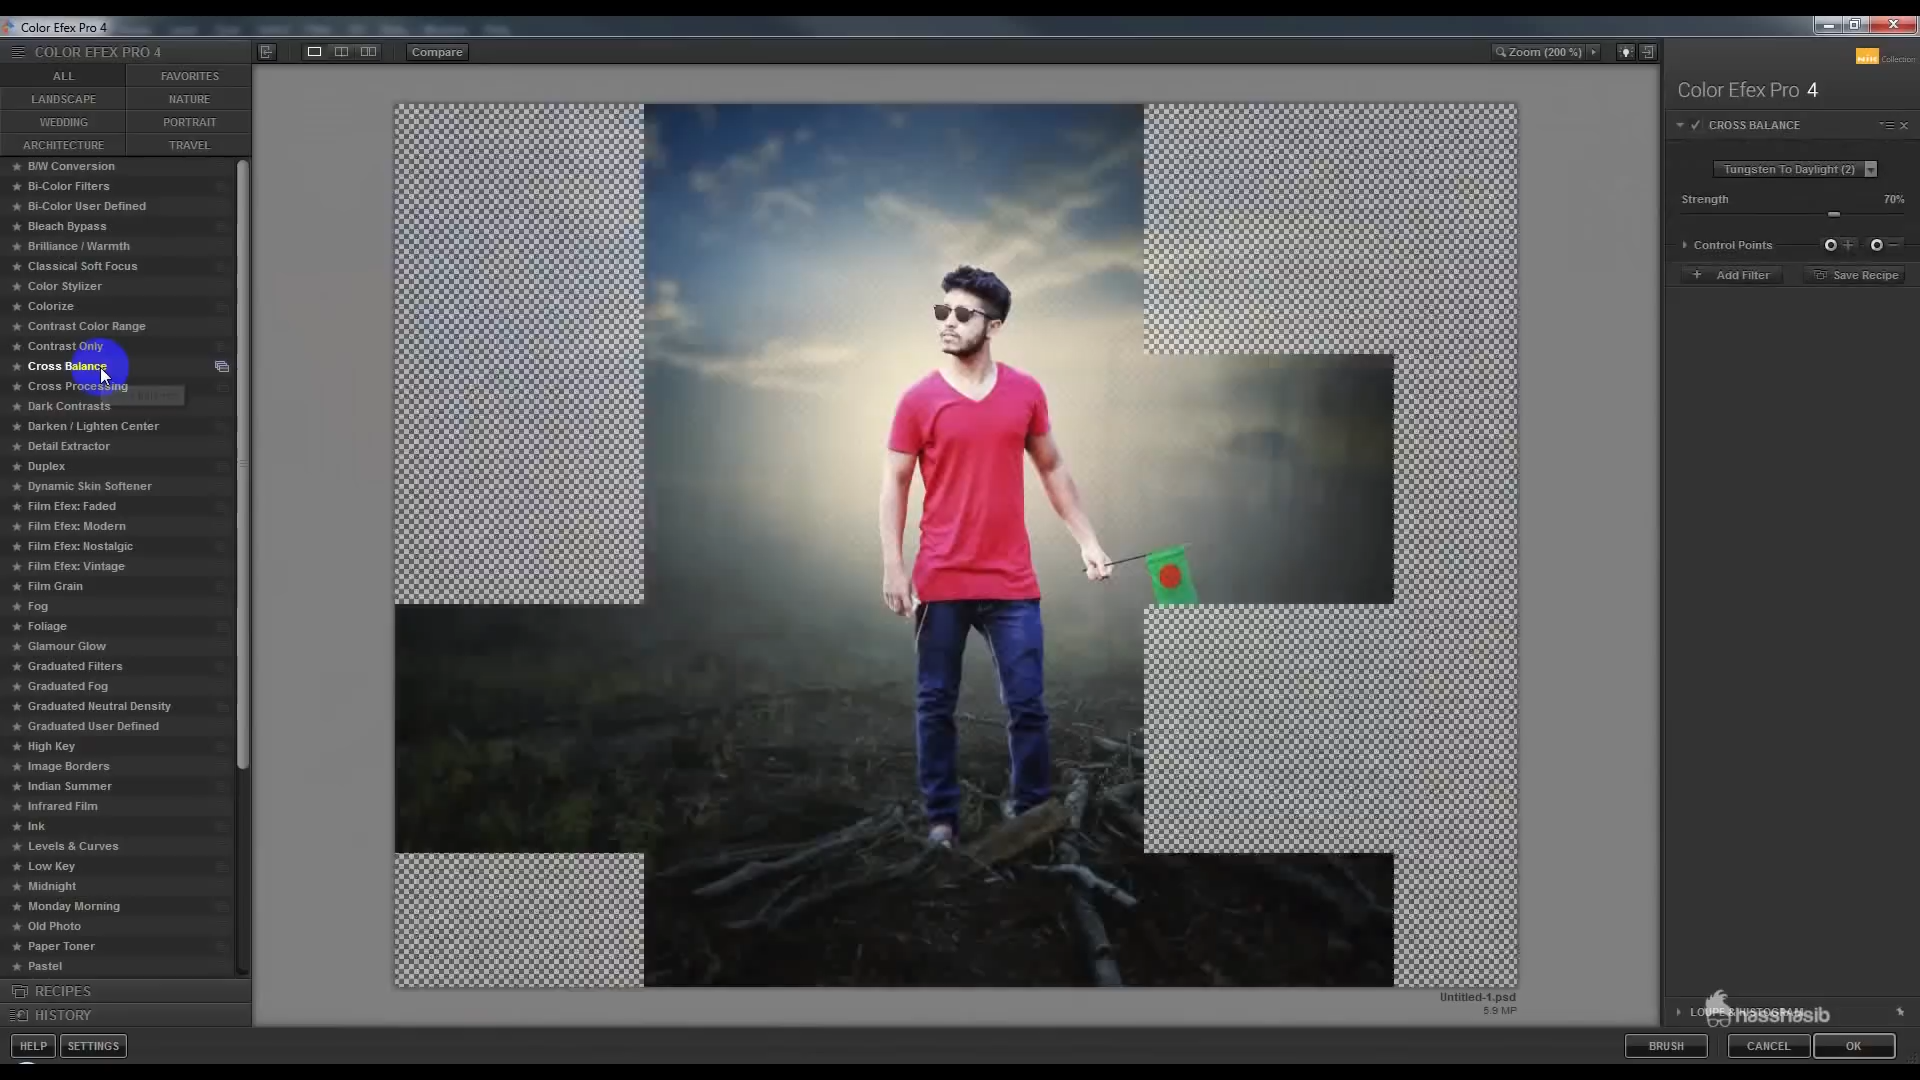 Color Efex Pro 4
COLOR EFEX PRO 4
Compare
Zoom (200 %)
ALL
FAVORITES
LANDSCAPE
NATURE
WEDDING
PORTRAIT
ARCHITECTURE
TRAVEL
B/W Conversion
Bi-Color Filters
Bi-Color User Defined
Bleach Bypass
Brilliance / Warmth
Classical Soft Focus
Color Stylizer
Colorize
Contrast Color Range
Contrast Only
Cross Balance
Cross Processing
Dark Contrasts
Darken / Lighten Center
Detail Extractor
Duplex
Dynamic Skin Softener
Film Efex: Faded
Film Efex: Modern
Film Efex: Nostalgic
Film Efex: Vintage
Film Grain
Fog
Foliage
Glamour Glow
Graduated Filters
Graduated Fog
Graduated Neutral Density
Graduated User Defined
High Key
Image Borders
Indian Summer
Infrared Film
Ink
Levels & Curves
Low Key
Midnight
Monday Morning
Old Photo
Paper Toner
Pastel
RECIPES
HISTORY
HELP
SETTINGS
Untitled-1.psd
5.9 MP
Nik Collection
Color Efex Pro 4
CROSS BALANCE
Tungsten To Daylight (2)
Strength
70%
Control Points
Add Filter
Save Recipe
LOUPE & HISTOGRAM
hasshasib
BRUSH
CANCEL
OK